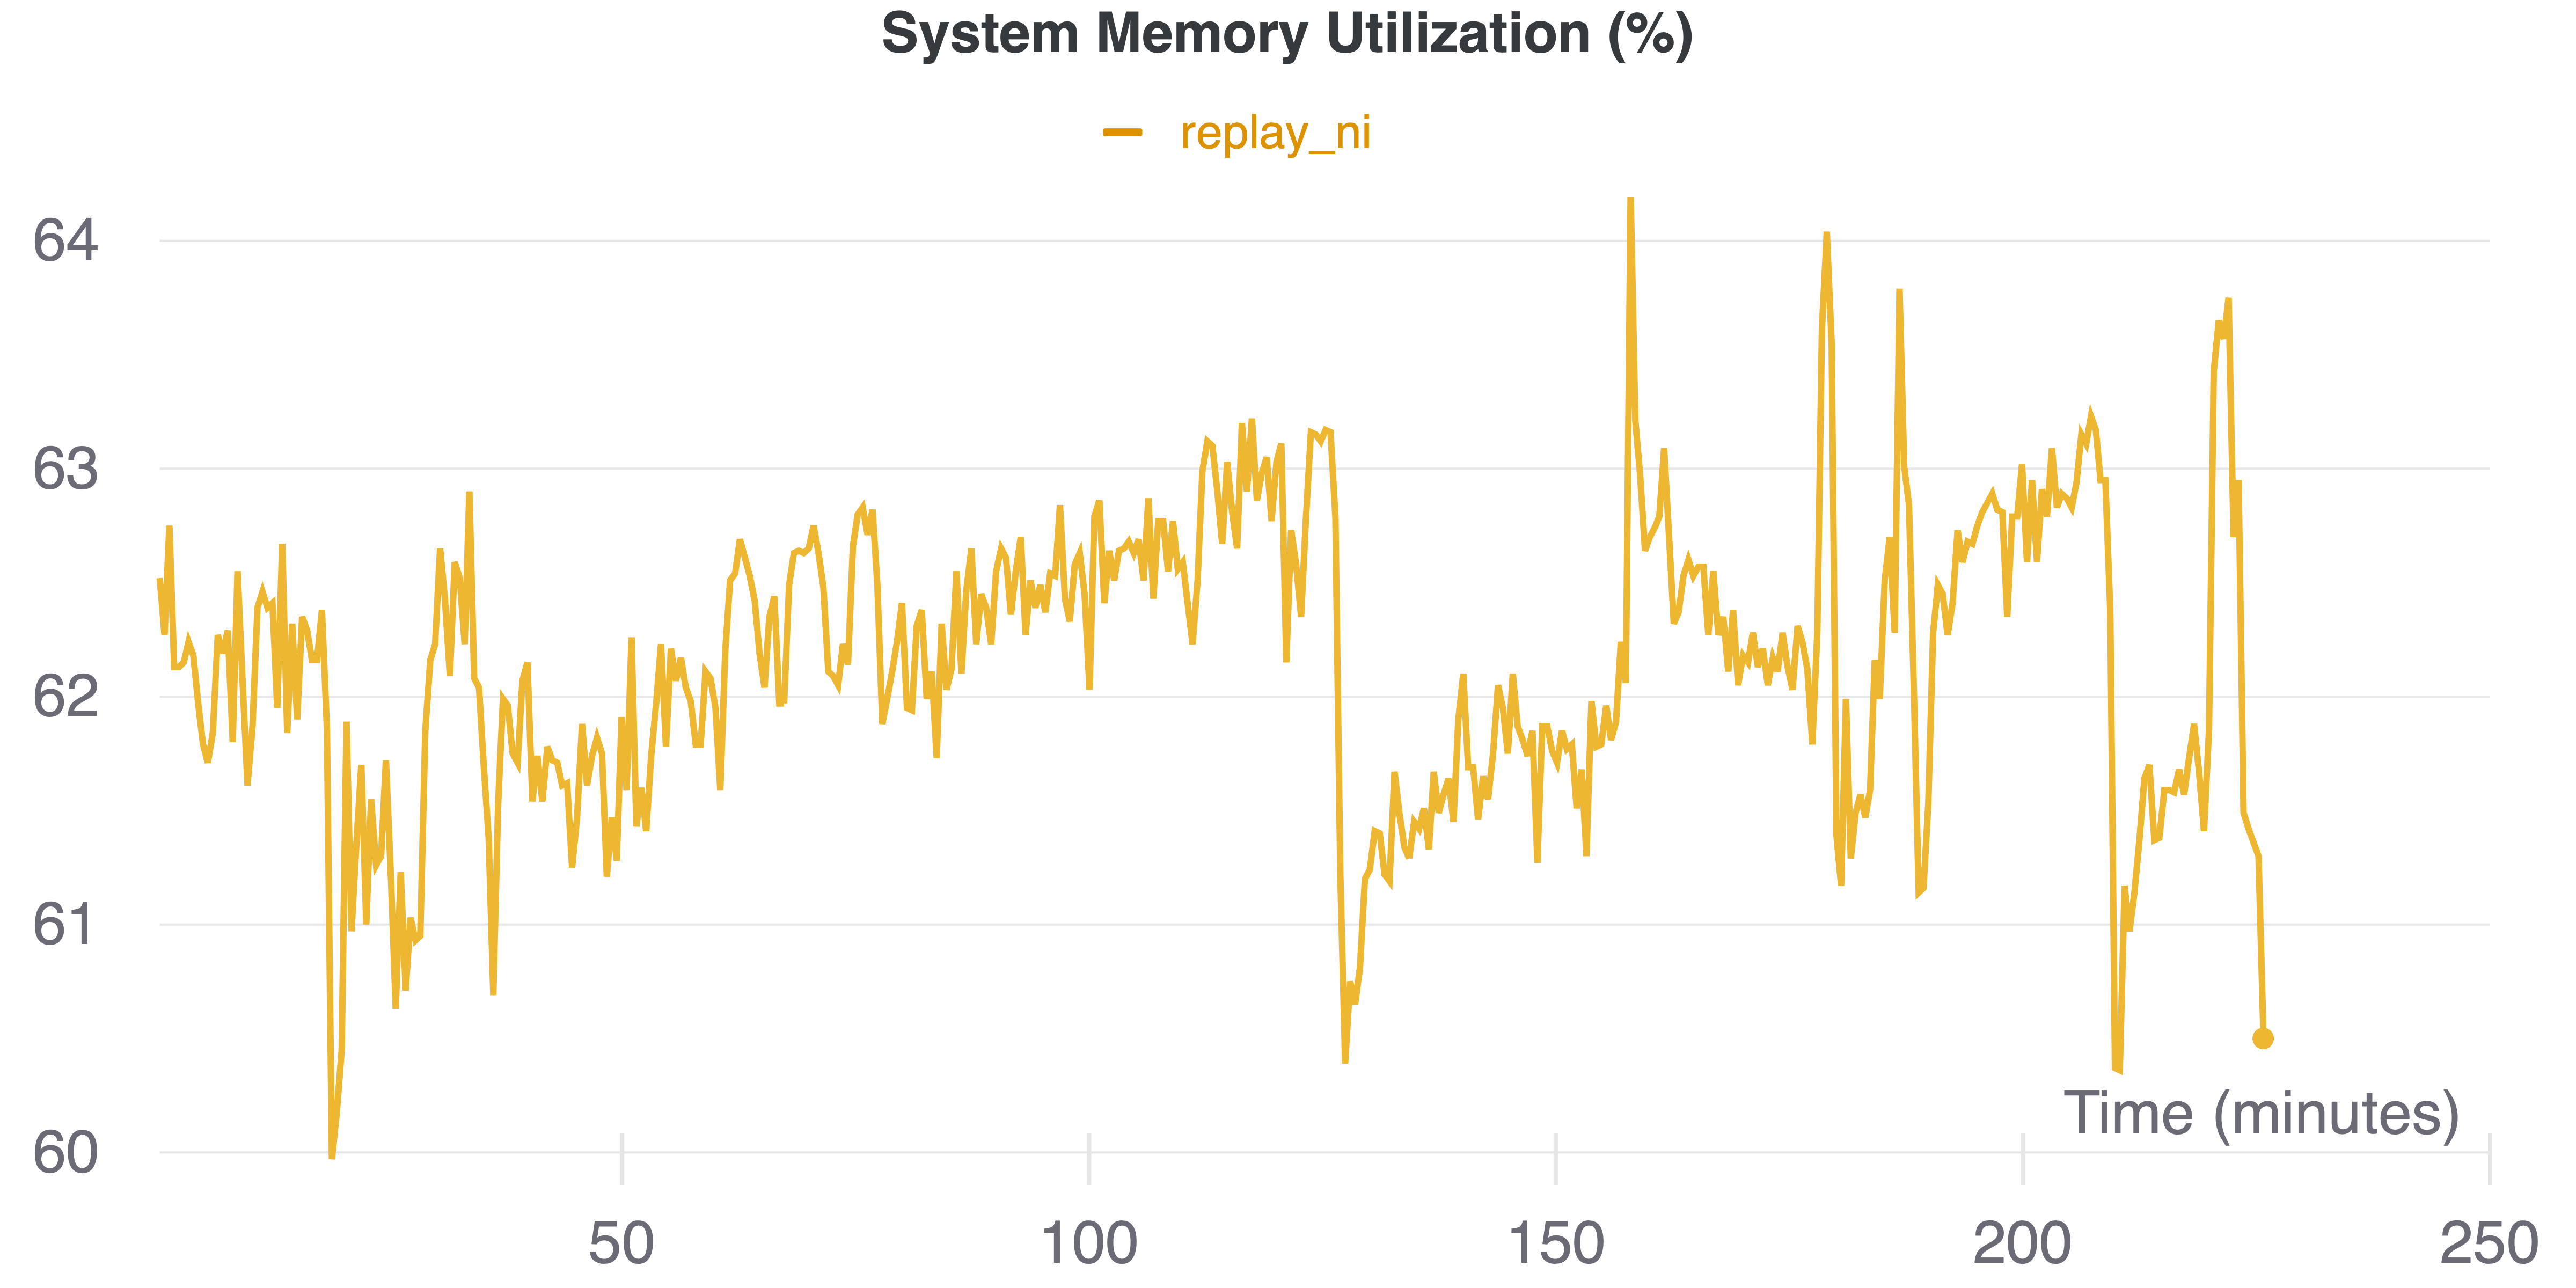 System Memory Utilization (%)
replay_ni
64
63
62
61
60
Time (minutes)
50 100 150 200 250